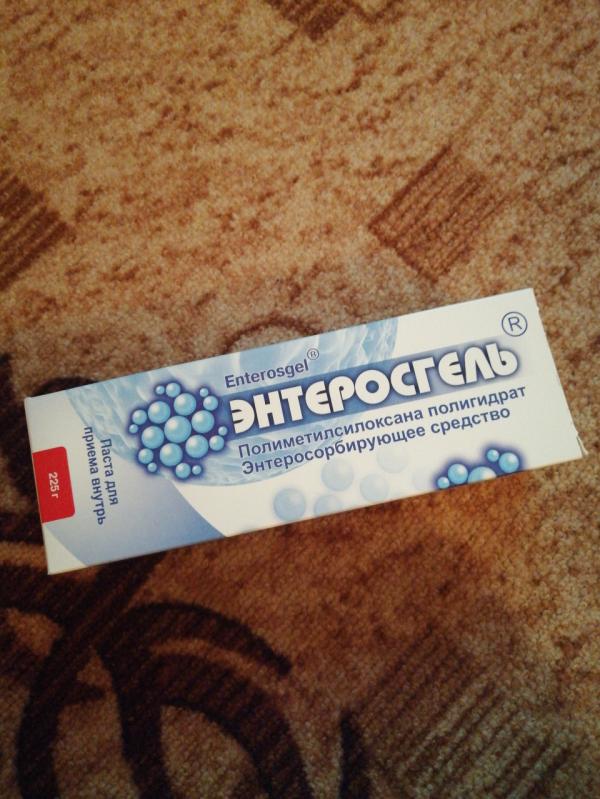 Enterosgel®
ЭНТЕРОСГЕЛЬ®
Полиметилсилоксана полигидрат
Энтеросорбирующее средство
Паста для
приема внутрь
225 г